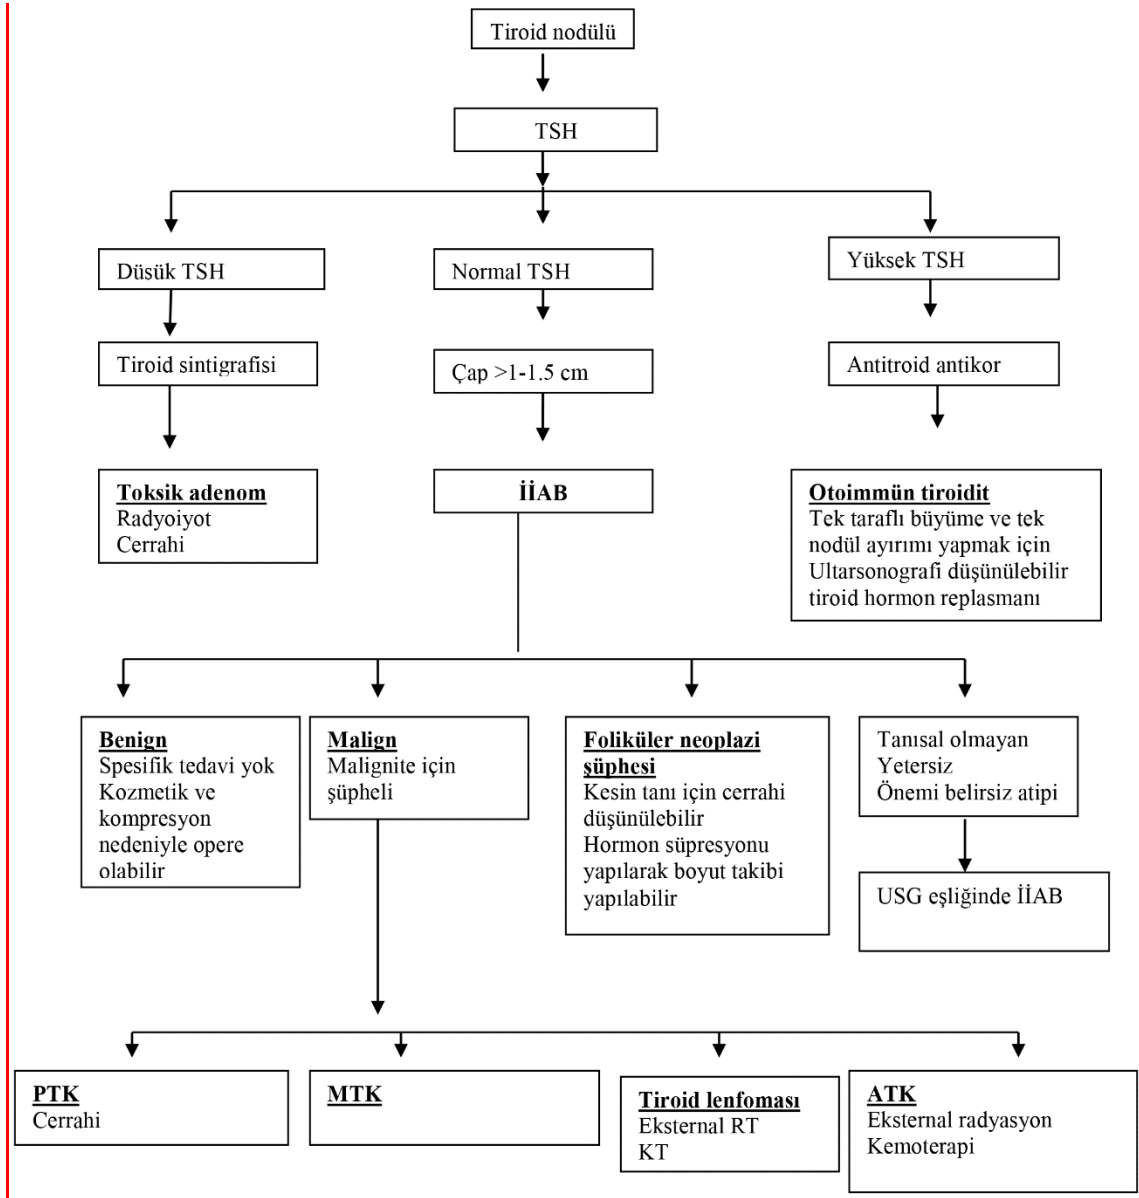 Tiroid nodülü
TSH
Düsük TSH
Normal TSH
Yüksek TSH
Tiroid sintigrafisi
Çap >1-1.5 cm
Antitroid antikor
Toksik adenom
Radyoiyot
Cerrahi
İİAB
Otoimmün tiroidit
Tek taraflı büyüme ve tek
nodül ayırımı yapmak için
Ultarsonografi düşünülebilir
tiroid hormon replasmanı
Benign
Spesifik tedavi yok
Kozmetik ve
kompresyon
nedeniyle opere
olabilir
Malign
Malignite için
şüpheli
Foliküler neoplazi
şüphesi
Kesin tanı için cerrahi
düşünülebilir
Hormon süpresyonu
yapılarak boyut takibi
yapılabilir
Tanısal olmayan
Yetersiz
Önemi belirsiz atipi
USG eşliğinde İİAB
PTK
Cerrahi
MTK
Tiroid lenfoması
Eksternal RT
KT
ATK
Eksternal radyasyon
Kemoterapi